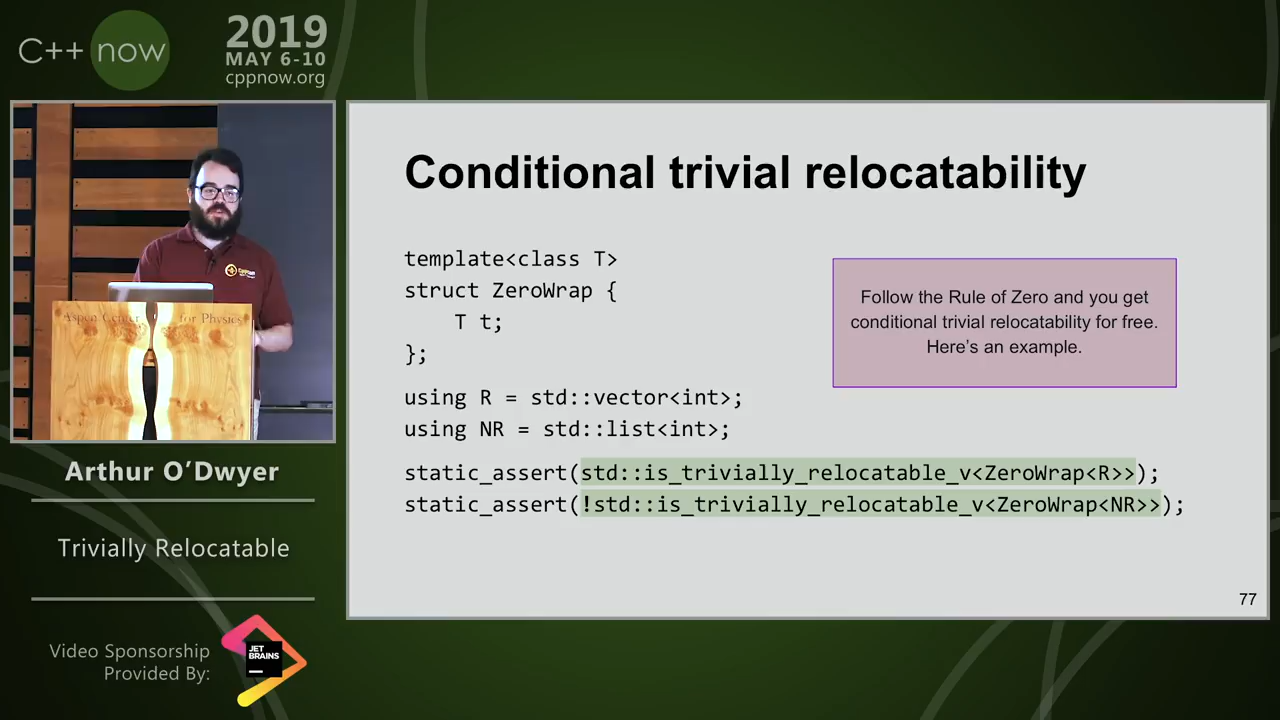 C++ now
2019
MAY 6-10
cppnow.org
Aspen Center for Physics
Arthur O’Dwyer
Trivially Relocatable
Video Sponsorship
Provided By:
JET
BRAINS
Conditional trivial relocatability
template<class T>
struct ZeroWrap {
T t;
};
using R = std::vector<int>;
using NR = std::list<int>;
static_assert(std::is_trivially_relocatable_v<ZeroWrap<R>>);
static_assert(!std::is_trivially_relocatable_v<ZeroWrap<NR>>);
Follow the Rule of Zero and you get
conditional trivial relocatability for free.
Here’s an example.
77